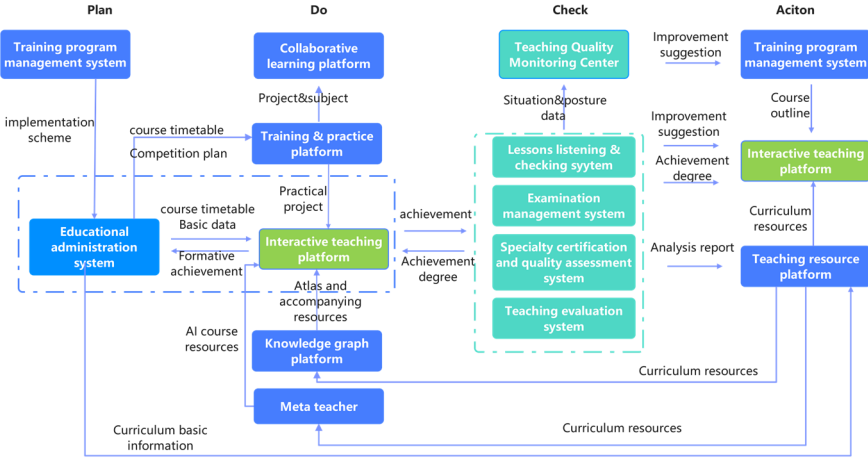 Plan
Do
Check
Aciton
Training program
management system
Collaborative
learning platform
Teaching Quality
Monitoring Center
Improvement
suggestion
Training program
management system
Project&subject
Situation&posture
data
Course
outline
implementation
scheme
course timetable
Competition plan
Training & practice
platform
Lessons listening &
checking syytem
Improvement
suggestion
Achievement
degree
Interactive teaching
platform
Practical
project
Examination
management system
Educational
administration
system
course timetable
Basic data
Formative
achievement
Interactive teaching
platform
achievement
Achievement
degree
Specialty certification
and quality assessment
system
Curriculum
resources
Analysis report
Teaching resource
platform
Atlas and
accompanying
resources
Teaching evaluation
system
AI course
resources
Knowledge graph
platform
Curriculum resources
Meta teacher
Curriculum basic
information
Curriculum resources